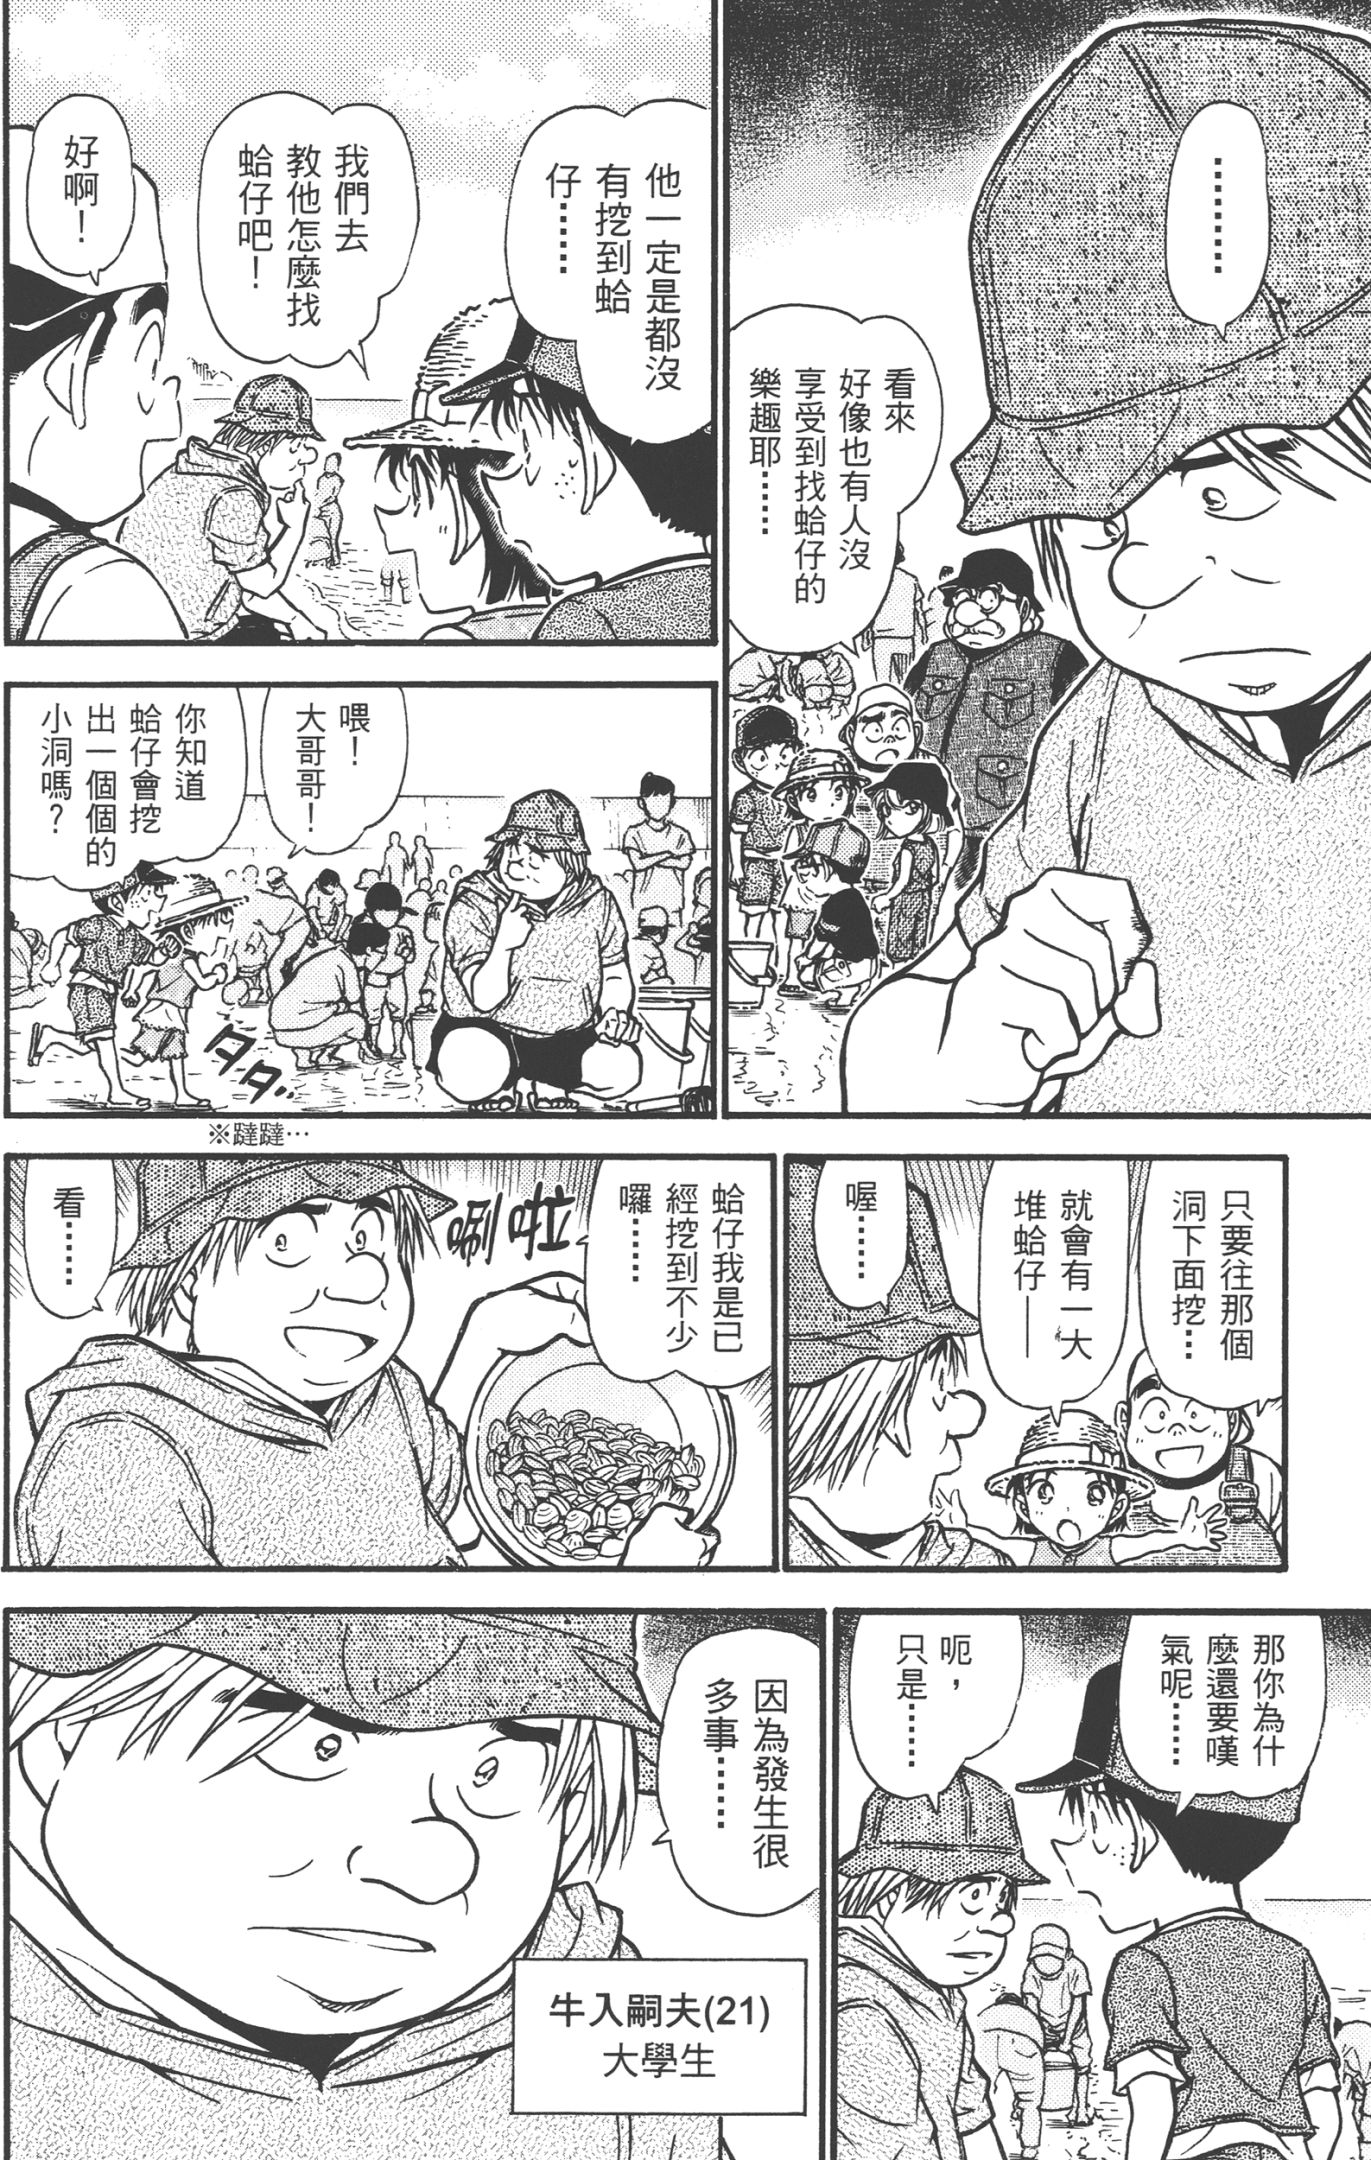 ………
看來
好像也有人沒
享受到找蛤仔的
樂趣耶……
他一定是都沒
有挖到蛤
仔……
我們去
教他怎麼找
蛤仔吧！
好啊！
喂！
大哥哥！
你知道
蛤仔會挖
出一個個的
小洞嗎？
タタ..
※躂躂…
只要往那個
洞下面挖…
就會有一大
堆蛤仔——
喔……
蛤仔我是已
經挖到不少
囉……
唰啦
看……
那你為什
麼還要嘆
氣呢……
呃，
只是……
因為發生很
多事……
牛入嗣夫(21)
大學生